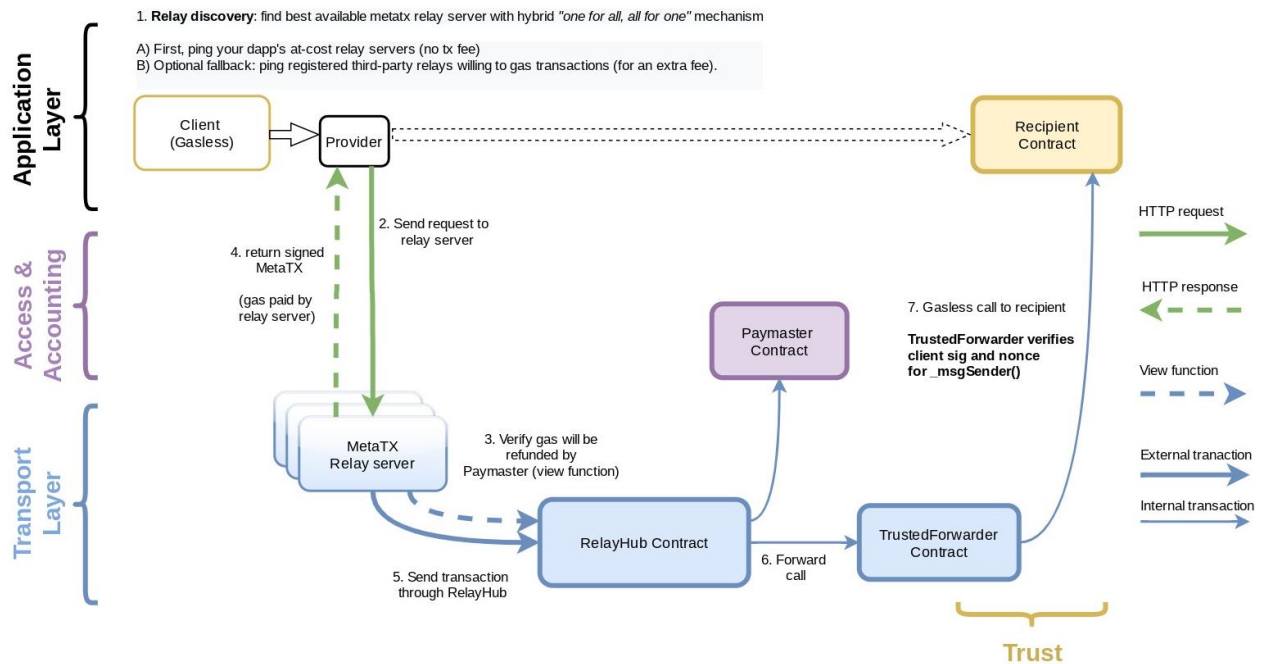 1. Relay discovery: find best available metatx relay server with hybrid "one for all, all for one" mechanism
A) First, ping your dapp's at-cost relay servers (no tx fee)
B) Optional fallback: ping registered third-party relays willing to gas transactions (for an extra fee).
Application
Layer
Client
(Gasless)
Provider
Recipient
Contract
2. Send request to
relay server
4. return signed
MetaTX
(gas paid by
relay server)
Access &
Accounting
Paymaster
Contract
7. Gasless call to recipient
TrustedForwarder verifies
client sig and nonce
for _msgSender()
HTTP request
HTTP response
View function
External tranaction
Internal transaction
Transport
Layer
MetaTX
Relay server
3. Verify gas will be
refunded by
Paymaster (view function)
RelayHub Contract
TrustedForwarder
Contract
5. Send transaction
through RelayHub
6. Forward
call
Trust